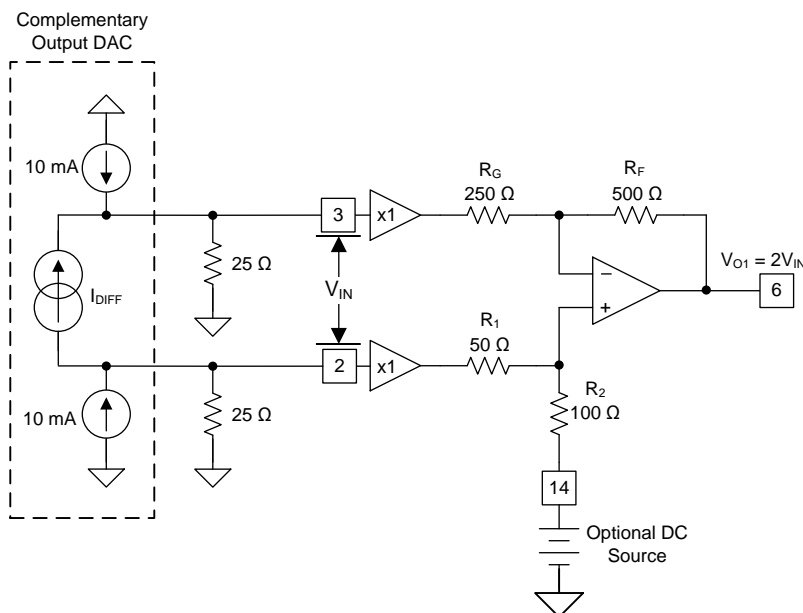 Complementary
Output DAC
10 mA
I_DIFF
10 mA
25 Ω
25 Ω
3
V_IN
2
x1
x1
R_G
250 Ω
R_F
500 Ω
R_1
50 Ω
R_2
100 Ω
−
+
V_O1 = 2V_IN
6
14
Optional DC
Source